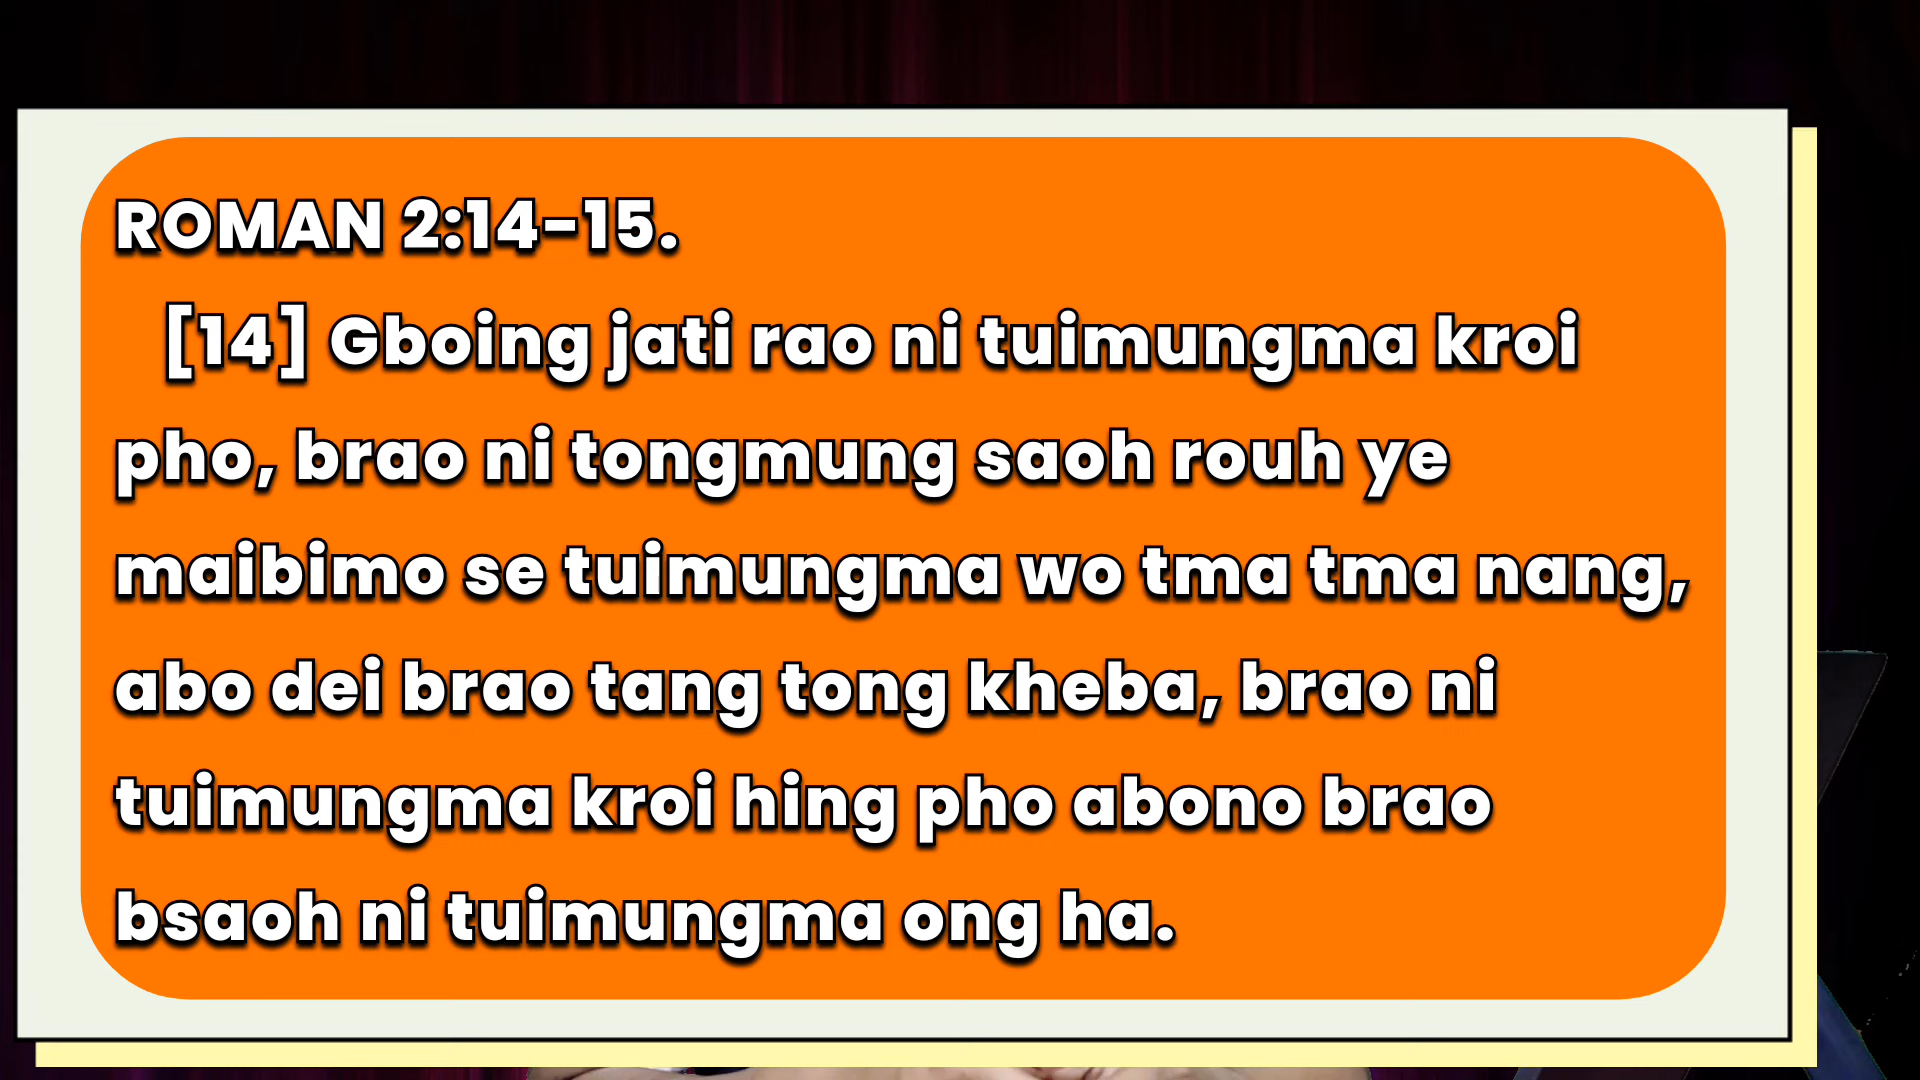 ROMAN 2:14-15.
[14] Gboing jati rao ni tuimungma kroi
pho, brao ni tongmung saoh rouh ye
maibimo se tuimungma wo tma tma nang,
abo dei brao tang tong kheba, brao ni
tuimungma kroi hing pho abono brao
bsaoh ni tuimungma ong ha.